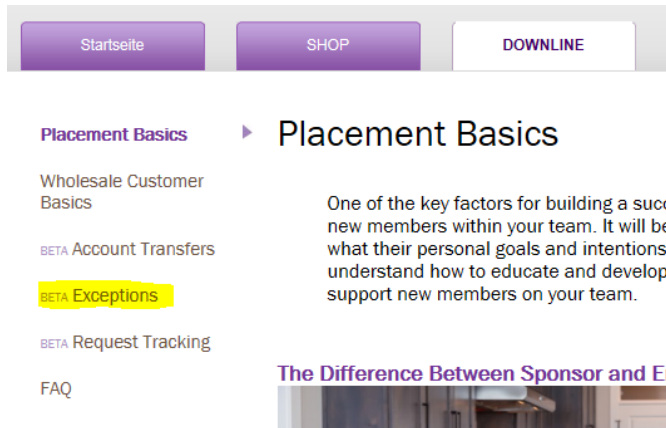 Startseite
SHOP
DOWNLINE
Placement Basics
Wholesale Customer
Basics
BETA Account Transfers
BETA Exceptions
BETA Request Tracking
FAQ
Placement Basics
One of the key factors for building a
new members within your team. It will
what their personal goals and intentions
understand how to educate and develop
support new members on your team.
The Difference Between Sponsor and